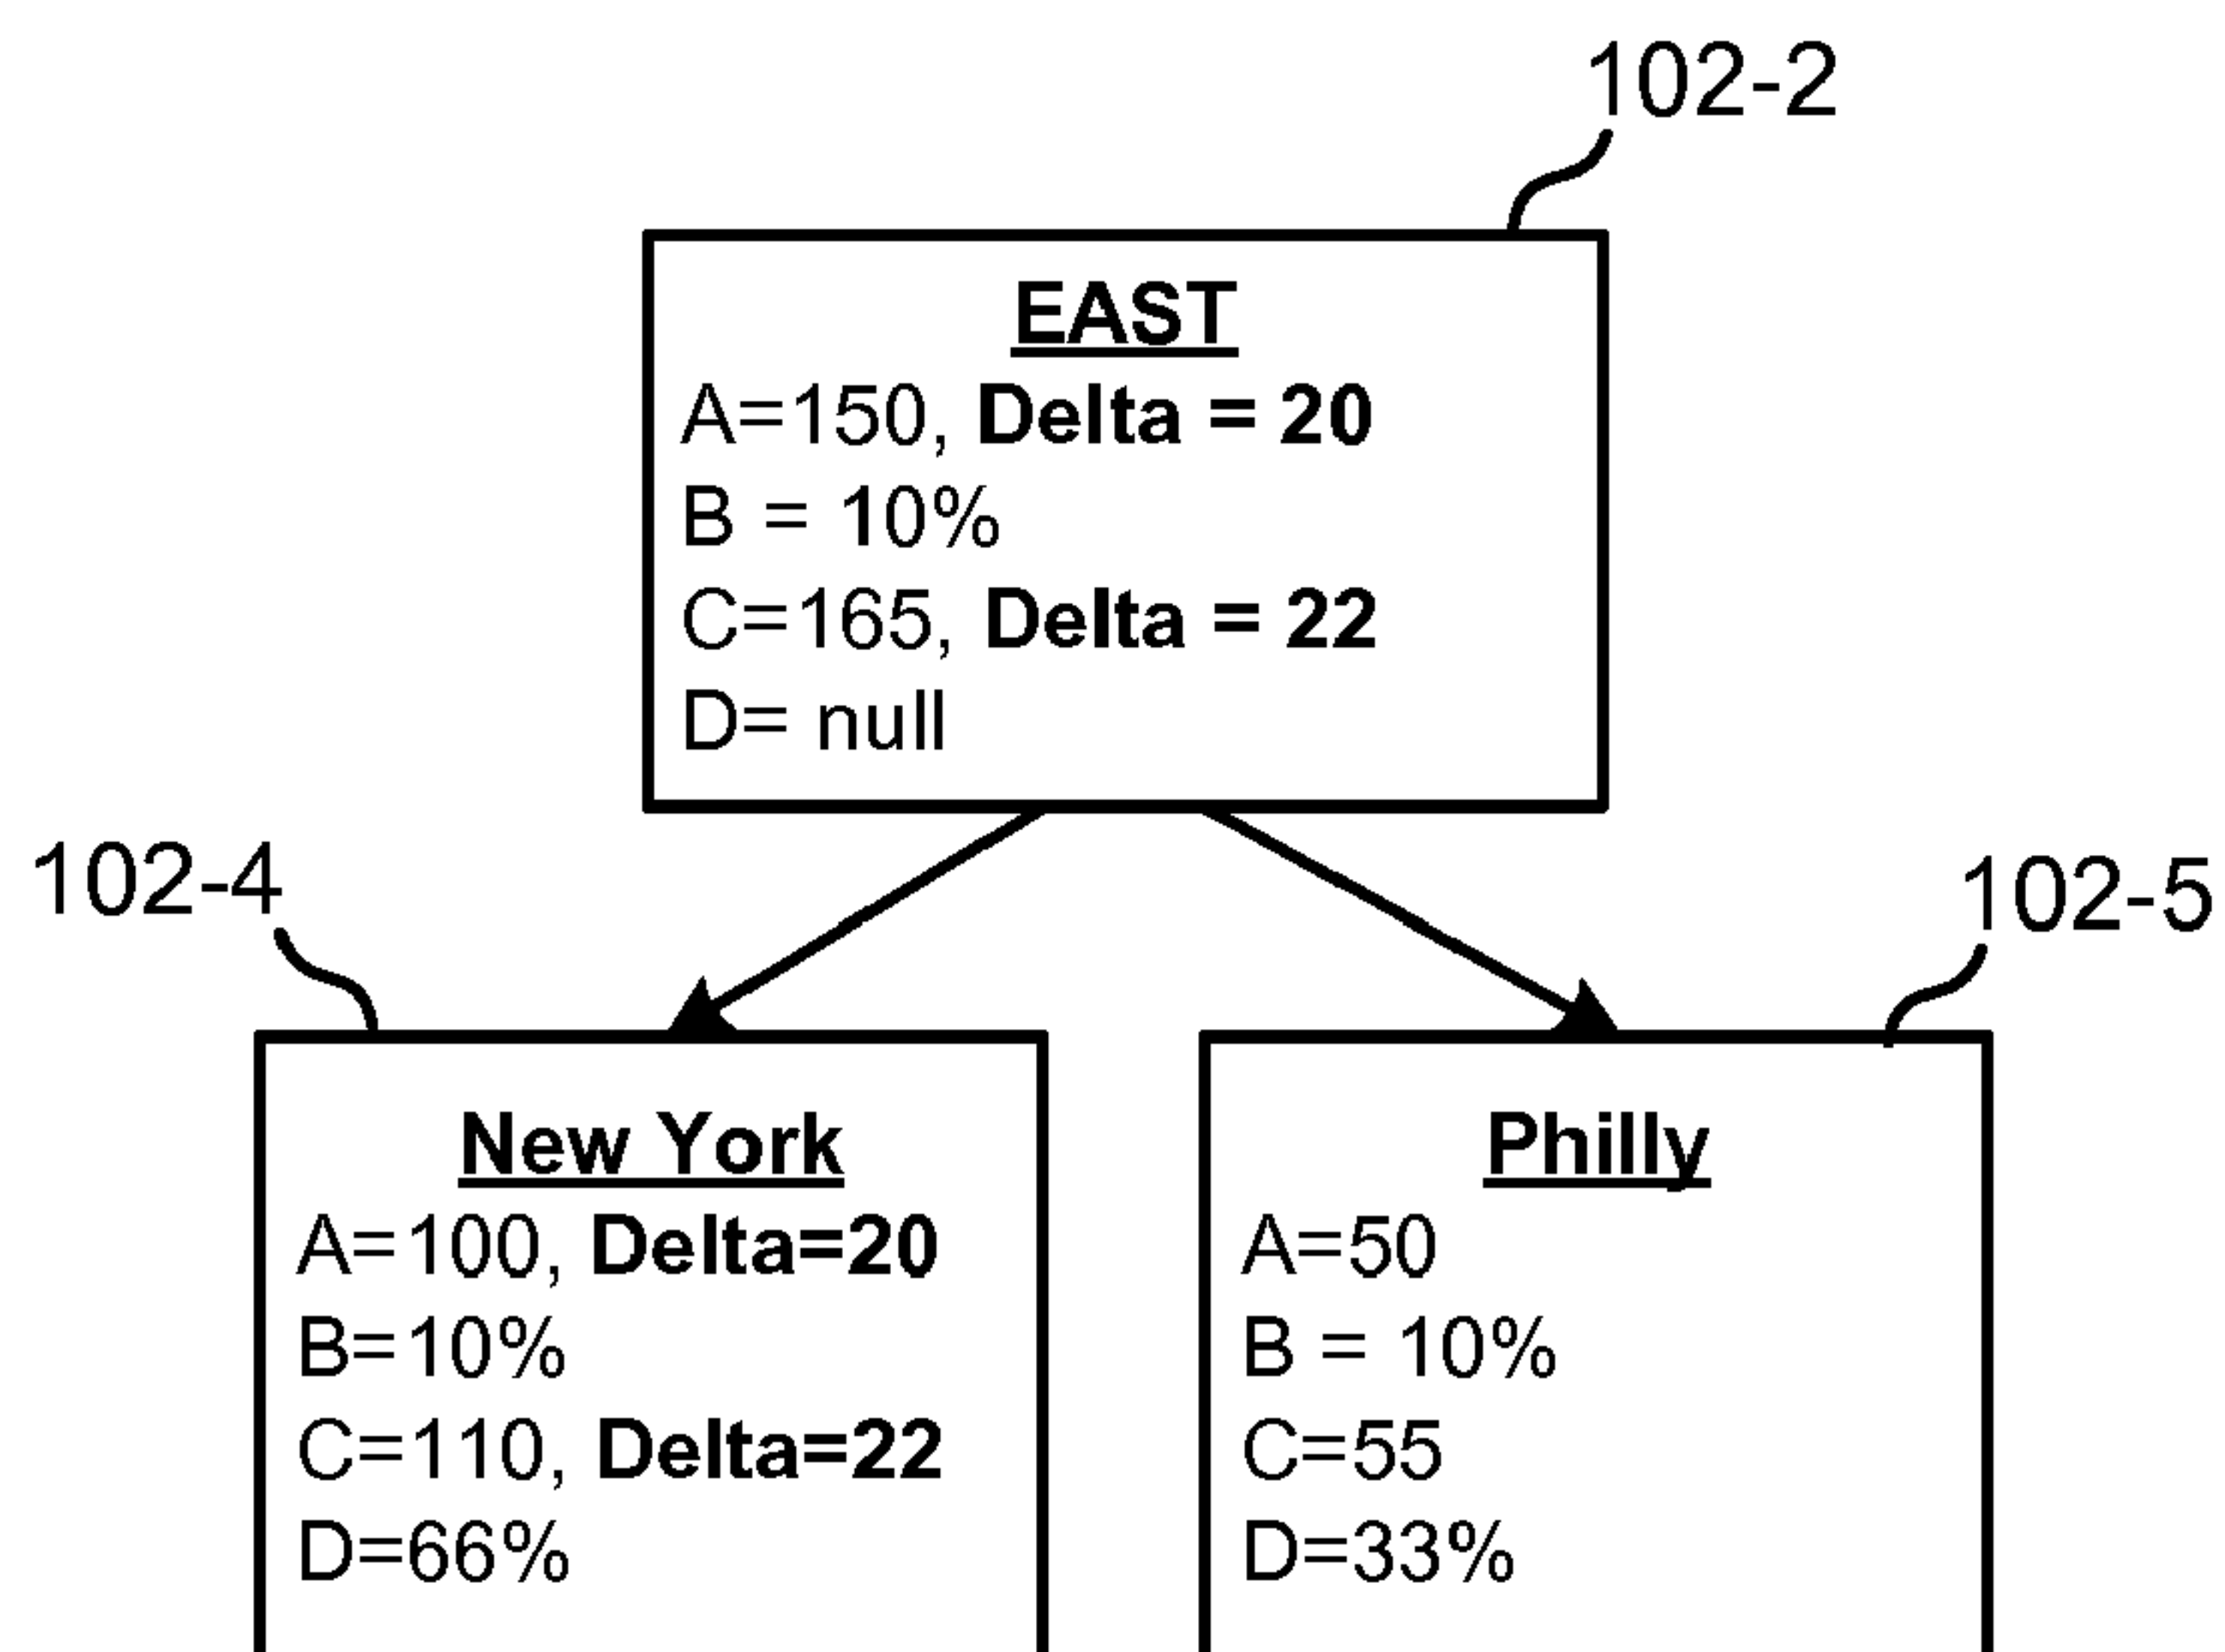 102-2
EAST
A=150, Delta = 20
B = 10%
C=165, Delta = 22
D= null
102-4
102-5
New York
A=100, Delta=20
B=10%
C=110, Delta=22
D=66%
Philly
A=50
B = 10%
C=55
D=33%